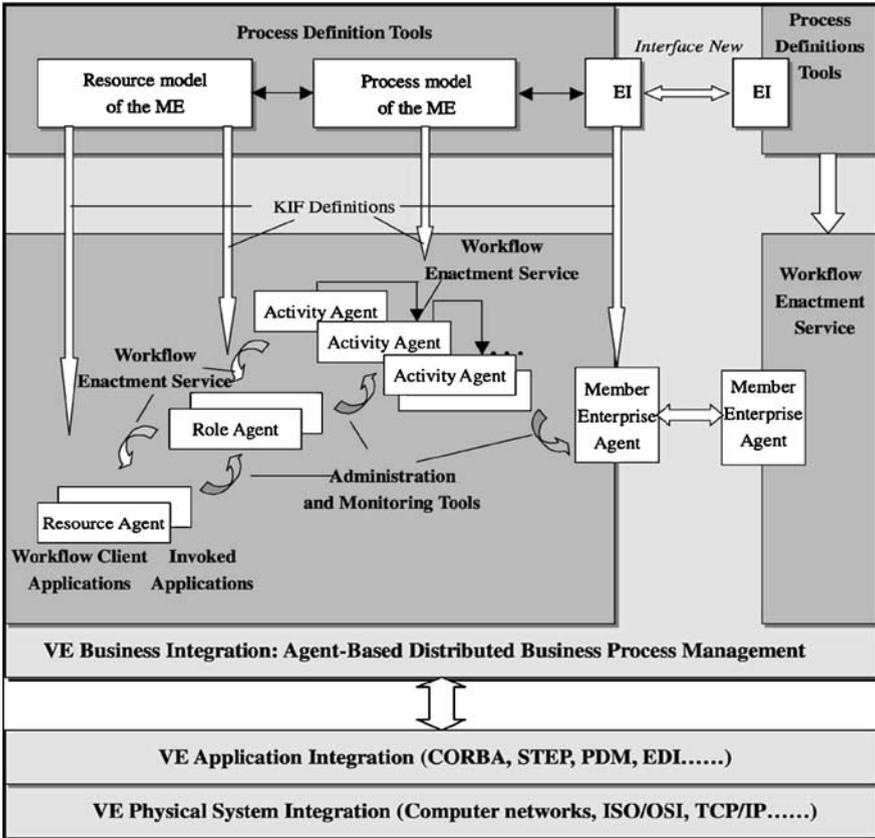 Process Definition Tools
Interface New
Process
Definitions
Tools
Resource model
of the ME
Process model
of the ME
EI
EI
KIF Definitions
Workflow
Enactment Service
Workflow
Enactment
Service
Activity Agent
Activity Agent
Activity Agent
...
Workflow
Enactment Service
Role Agent
Member
Enterprise
Agent
Member
Enterprise
Agent
Administration
and Monitoring Tools
Resource Agent
Workflow Client
Applications
Invoked
Applications
VE Business Integration: Agent-Based Distributed Business Process Management
VE Application Integration (CORBA, STEP, PDM, EDI......)
VE Physical System Integration (Computer networks, ISO/OSI, TCP/IP......)